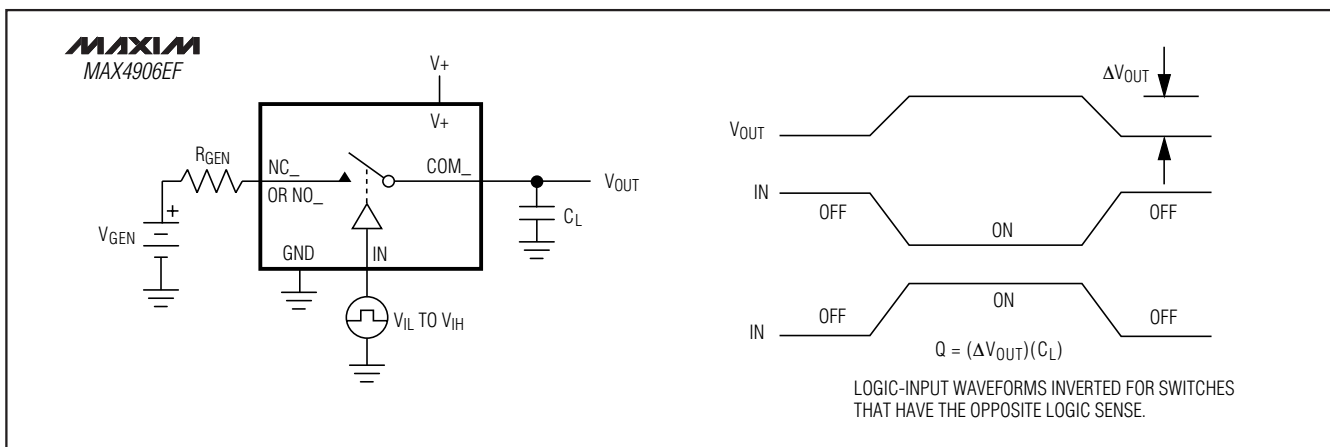 MAXIM
MAX4906EF
V+
V+
RGEN
NC_
OR NO_
COM_
VOUT
CL
+
VGEN
GND
IN
VIL TO VIH
ΔVOUT
VOUT
IN
OFF
ON
OFF
IN
OFF
ON
OFF
Q = (ΔVOUT)(CL)
LOGIC-INPUT WAVEFORMS INVERTED FOR SWITCHES
THAT HAVE THE OPPOSITE LOGIC SENSE.